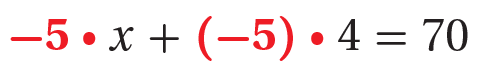 −5 • x + (−5) • 4 = 70